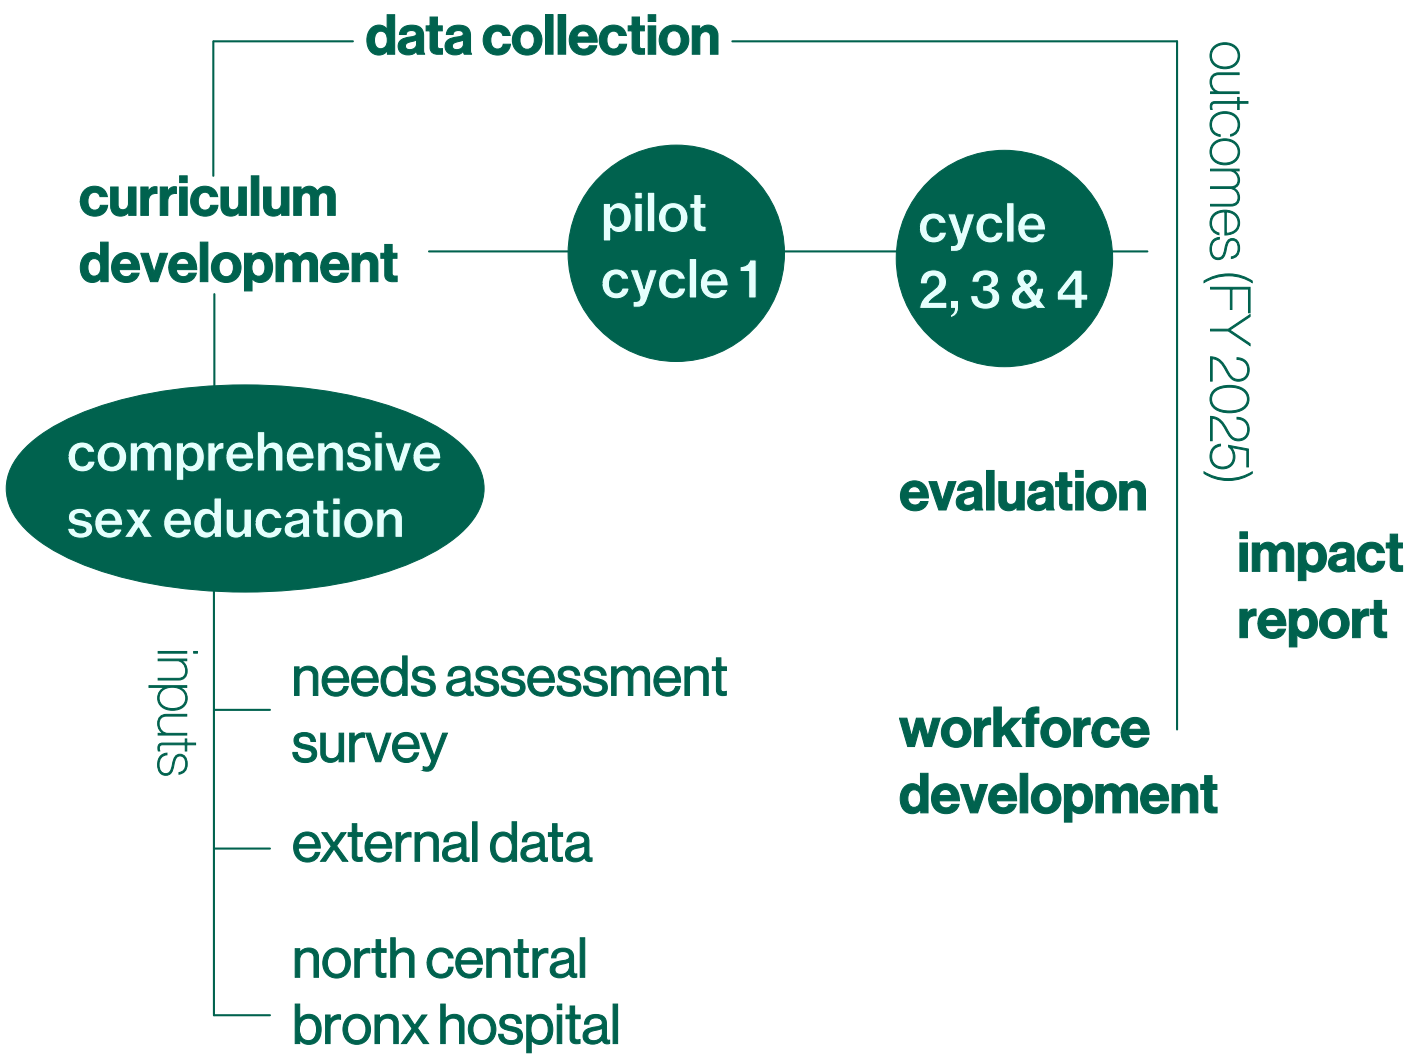 data collection
outcomes (FY 2025)
curriculum
development
pilot
cycle 1
cycle
2, 3 & 4
comprehensive
sex education
evaluation
impact
report
inputs
needs assessment
survey
workforce
development
external data
north central
bronx hospital